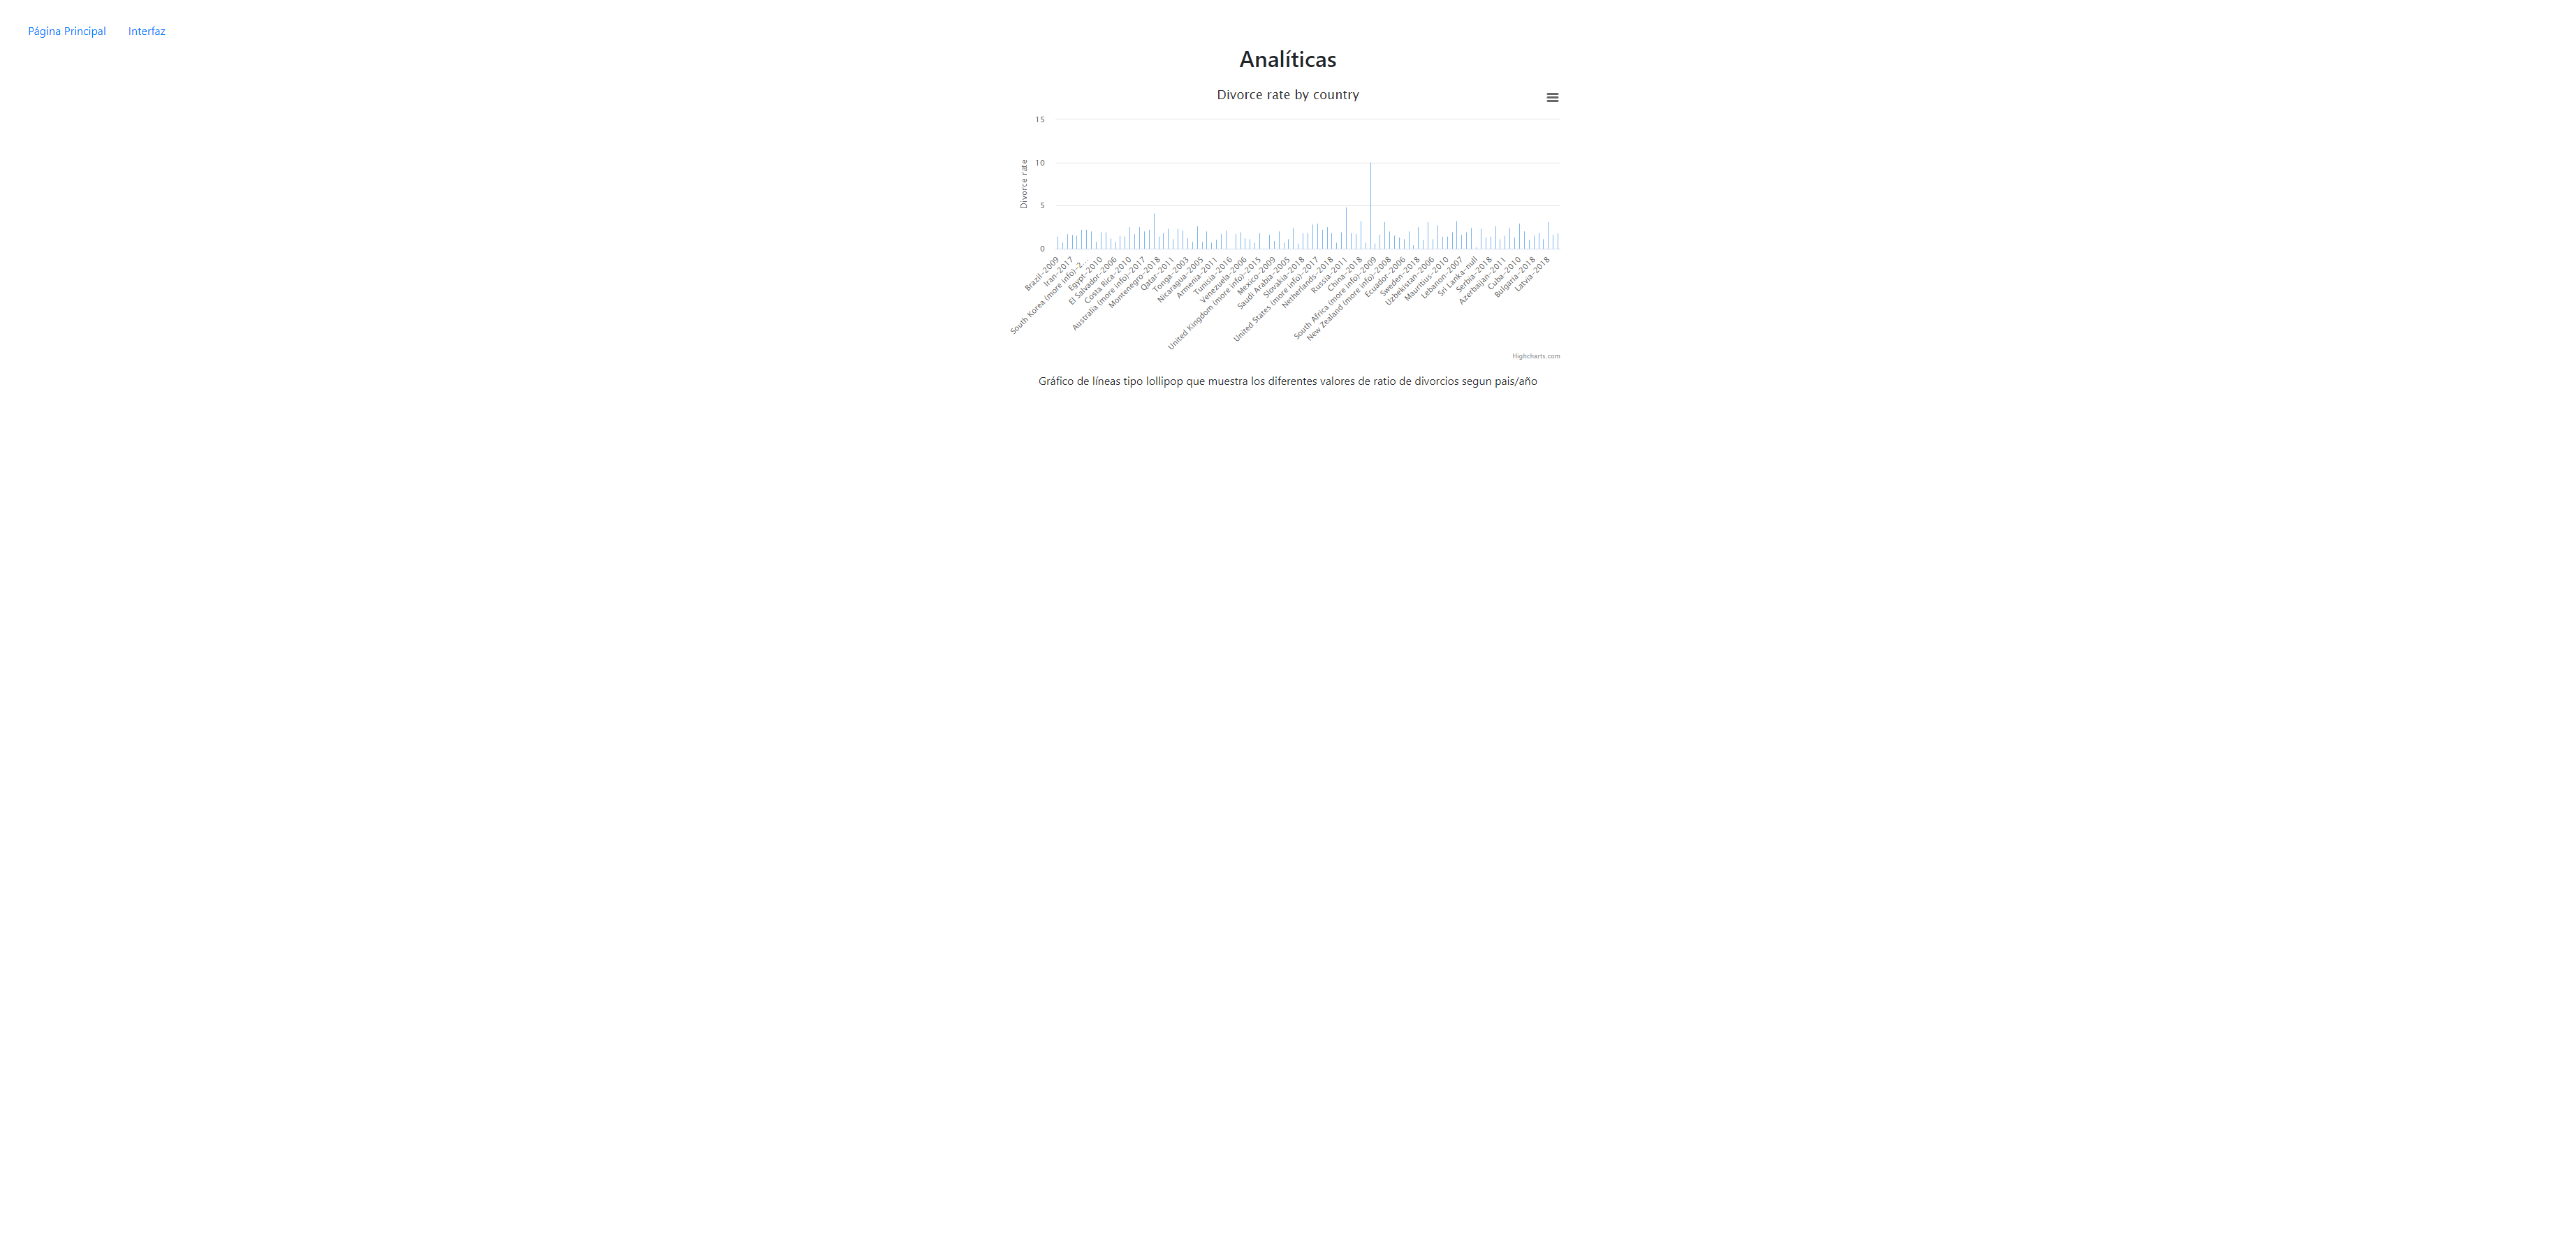 Página Principal Interfaz
Analíticas
Divorce rate by country
Divorce rate
15
10
5
0
Brazil-2009
Iran-2017
South Korea (more info)-2...
Egypt-2010
El Salvador-2006
Costa Rica-2010
Australia (more info)-2017
Montenegro-2018
Qatar-2011
Tonga-2003
Nicaragua-2005
Armenia-2011
Tunisia-2016
Venezuela-2006
United Kingdom (more info)-2015
Mexico-2009
Saudi Arabia-2005
Slovakia-2018
United States (more info)-2017
Netherlands-2018
Russia-2011
China-2018
South Africa (more info)-2009
New Zealand (more info)-2008
Ecuador-2006
Sweden-2018
Uzbekistan-2006
Mauritius-2010
Lebanon-2007
Sri Lanka-null
Serbia-2018
Azerbaijan-2011
Cuba-2010
Bulgaria-2018
Latvia-2018
Highcharts.com
Gráfico de líneas tipo lollipop que muestra los diferentes valores de ratio de divorcios segun pais/año